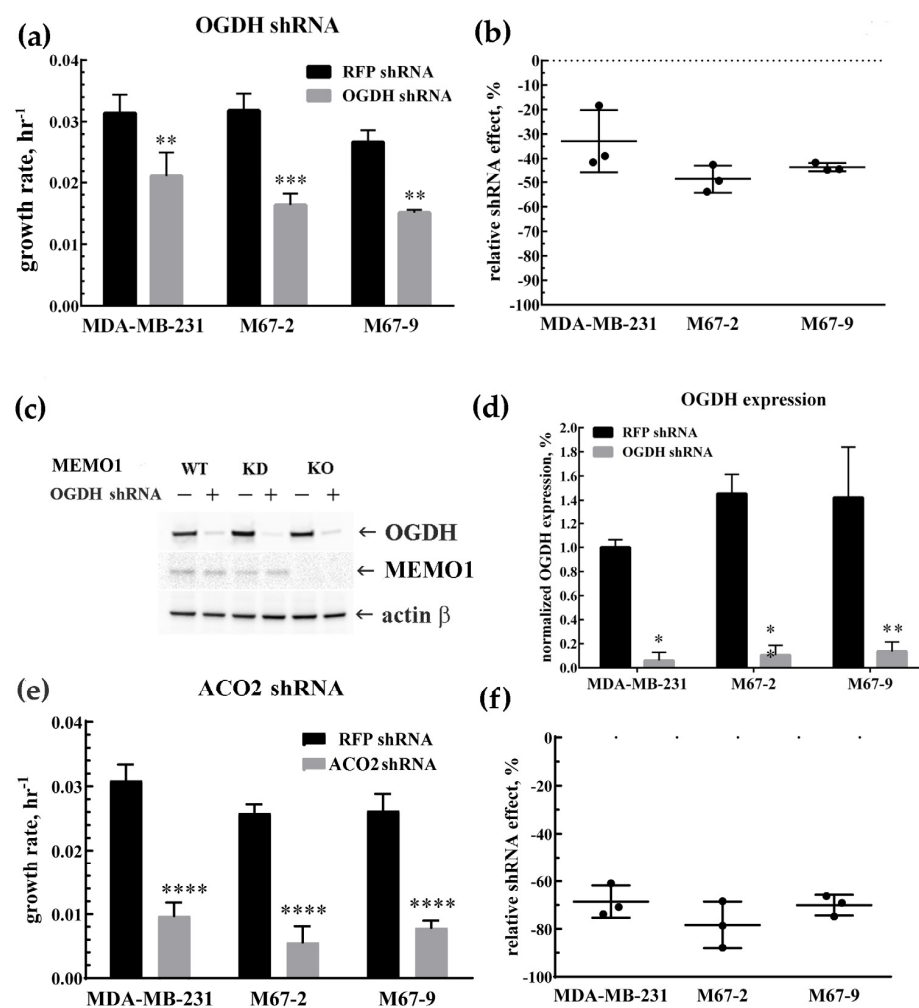 (a)
OGDH shRNA
growth rate, hr-1
0.04
0.03
0.02
0.01
0.00
RFP shRNA
OGDH shRNA
**
***
**
MDA-MB-231 M67-2 M67-9
(b)
relative shRNA effect, %
0
-10
-20
-30
-40
-50
-60
-70
-80
-90
-100
MDA-MB-231 M67-2 M67-9
(c)
MEMO1 WT KD KO
OGDH shRNA − + − + − +
← OGDH
← MEMO1
← actin β
(d)
OGDH expression
normalized OGDH expression, %
2.0
1.8
1.6
1.4
1.2
1.0
0.8
0.6
0.4
0.2
0.0
RFP shRNA
OGDH shRNA
*
*
*
**
MDA-MB-231 M67-2 M67-9
(e)
ACO2 shRNA
growth rate, hr-1
0.04
0.03
0.02
0.01
0.00
RFP shRNA
ACO2 shRNA
****
****
****
MDA-MB-231 M67-2 M67-9
(f)
relative shRNA effect, %
0
-20
-40
-60
-80
-100
MDA-MB-231 M67-2 M67-9